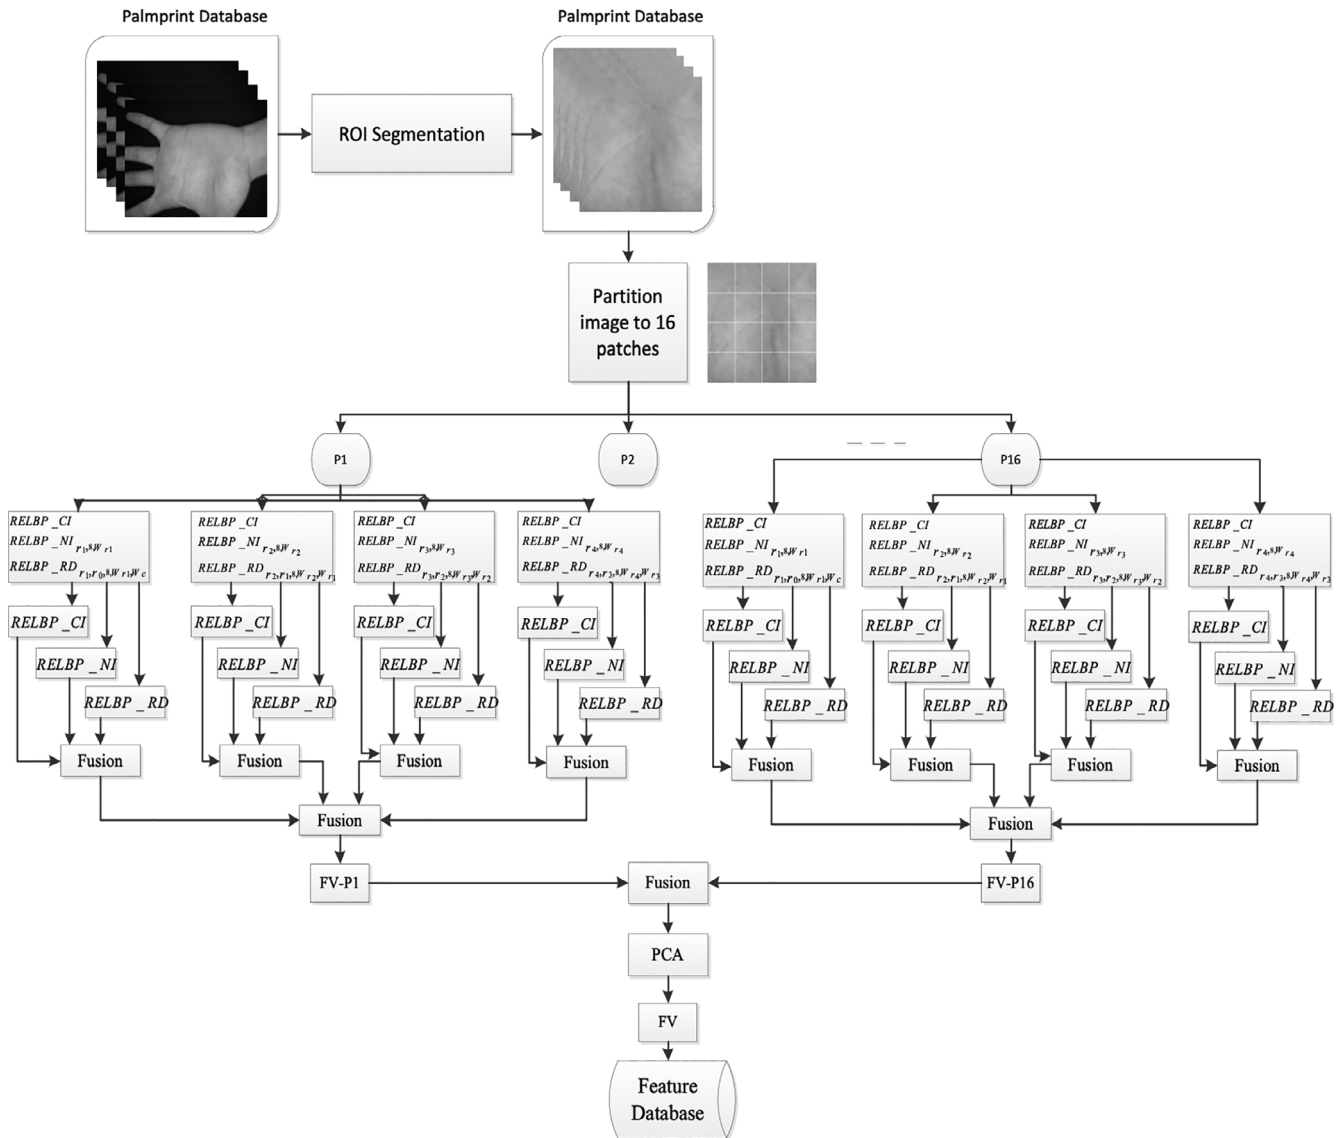 Palmprint Database
Palmprint Database
ROI Segmentation
Partition
image to 16
patches
P1
P2
P16
RELBP_CI
RELBP_NI r1,8,Wr1
RELBP_RD r1,r0,8,Wr1,Wc
RELBP_CI
RELBP_NI r2,8,Wr2
RELBP_RD r2,r1,8,Wr2,Wr1
RELBP_CI
RELBP_NI r3,8,Wr3
RELBP_RD r3,r2,8,Wr3,Wr2
RELBP_CI
RELBP_NI r4,8,Wr4
RELBP_RD r4,r3,8,Wr4,Wr3
RELBP_CI
RELBP_NI r1,8,Wr1
RELBP_RD r1,r0,8,Wr1,Wc
RELBP_CI
RELBP_NI r2,8,Wr2
RELBP_RD r2,r1,8,Wr2,Wr1
RELBP_CI
RELBP_NI r3,8,Wr3
RELBP_RD r3,r2,8,Wr3,Wr2
RELBP_CI
RELBP_NI r4,8,Wr4
RELBP_RD r4,r3,8,Wr4,Wr3
RELBP_CI
RELBP_CI
RELBP_CI
RELBP_CI
RELBP_CI
RELBP_CI
RELBP_CI
RELBP_CI
RELBP_NI
RELBP_NI
RELBP_NI
RELBP_NI
RELBP_NI
RELBP_NI
RELBP_NI
RELBP_NI
RELBP_RD
RELBP_RD
RELBP_RD
RELBP_RD
RELBP_RD
RELBP_RD
RELBP_RD
RELBP_RD
Fusion
Fusion
Fusion
Fusion
Fusion
Fusion
Fusion
Fusion
Fusion
Fusion
FV-P1
Fusion
FV-P16
PCA
FV
Feature
Database